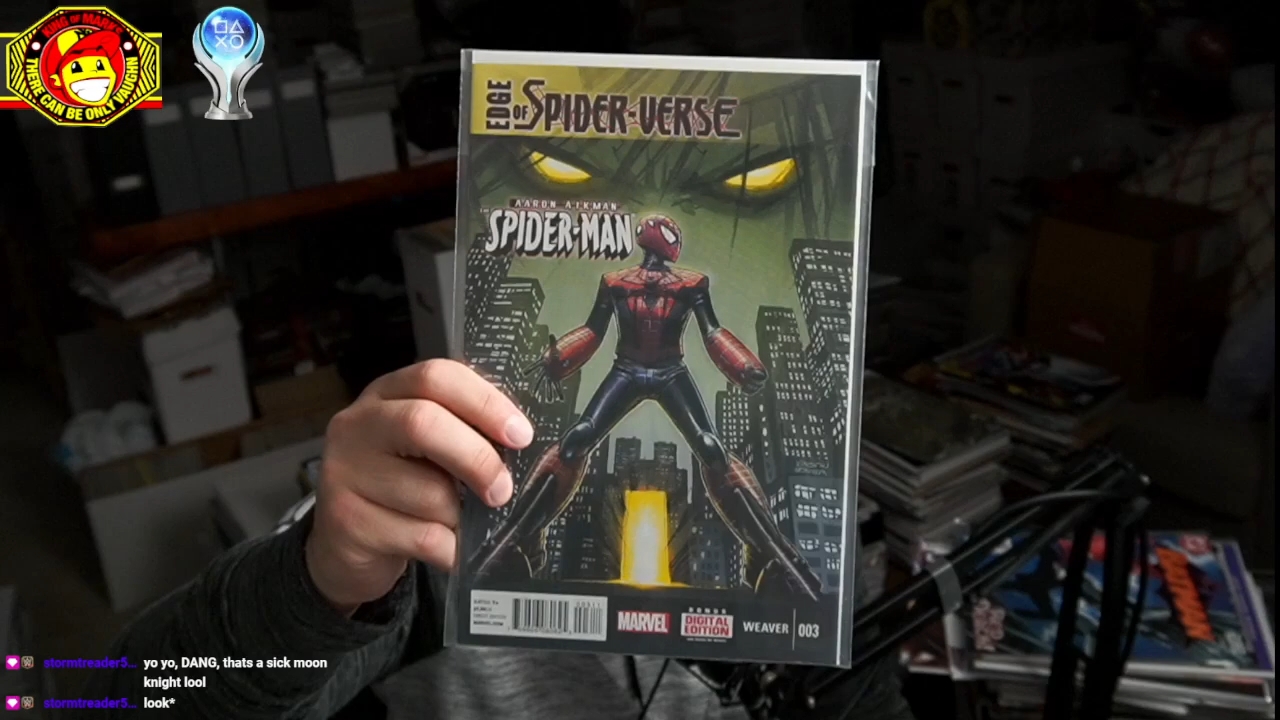 KING OF MARKS
THERE CAN BE ONLY VAUGHN
EDGE
OF
SPIDER-VERSE
AARON AIKMAN
THE
SPIDER-MAN
MARVEL
BONUS
DIGITAL
EDITION
WEAVER
003
stormtreader5... yo yo, DANG, thats a sick moon
knight lool
stormtreader5... look*